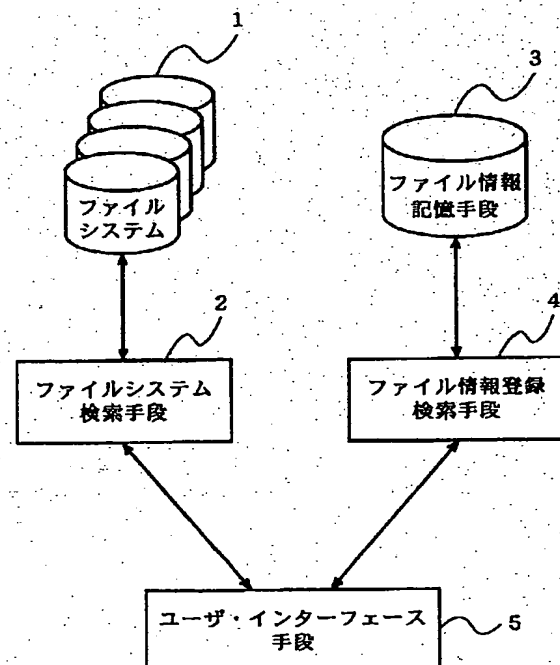 1
3
ファイル
システム
ファイル情報
記憶手段
2
4
ファイルシステム
検索手段
ファイル情報登録
検索手段
ユーザ・インターフェース
手段
5